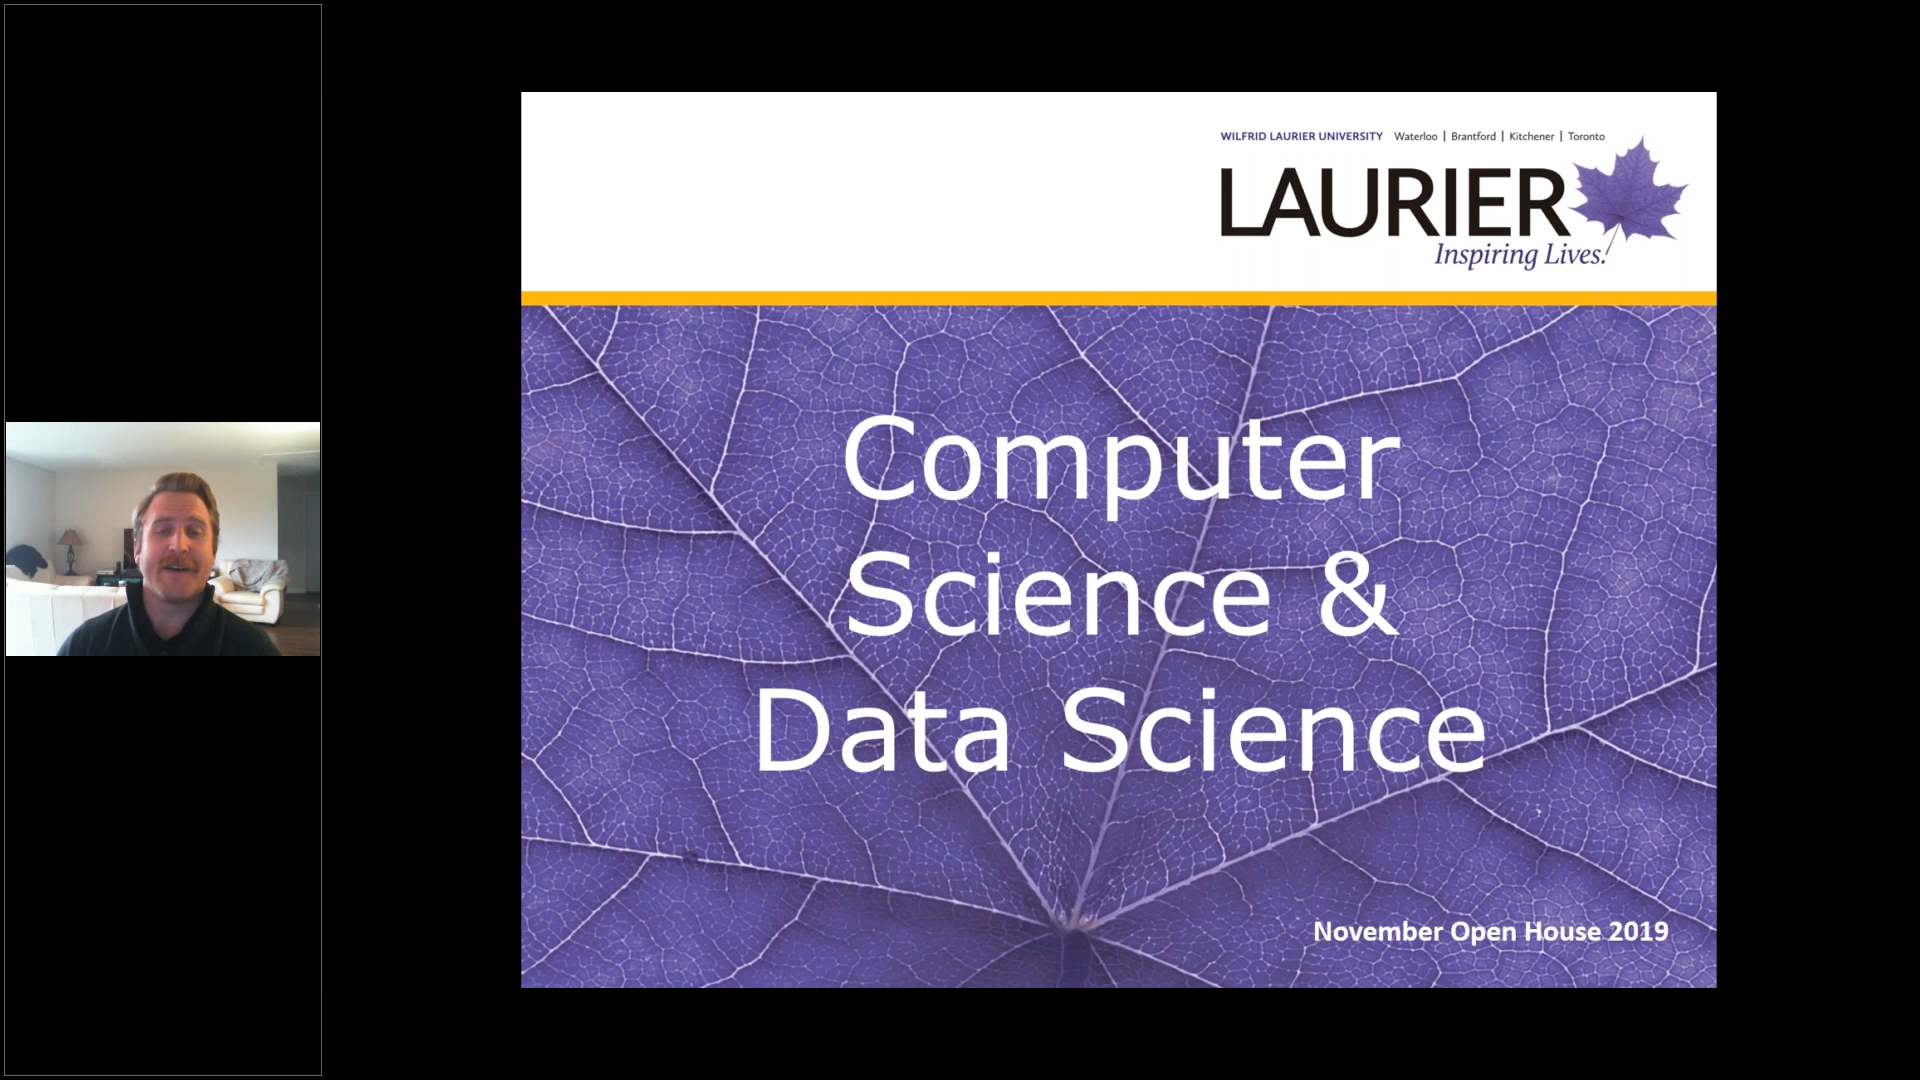 WILFRID LAURIER UNIVERSITY Waterloo | Brantford | Kitchener | Toronto
LAURIER
Inspiring Lives.
Computer
Science &
Data Science
November Open House 2019